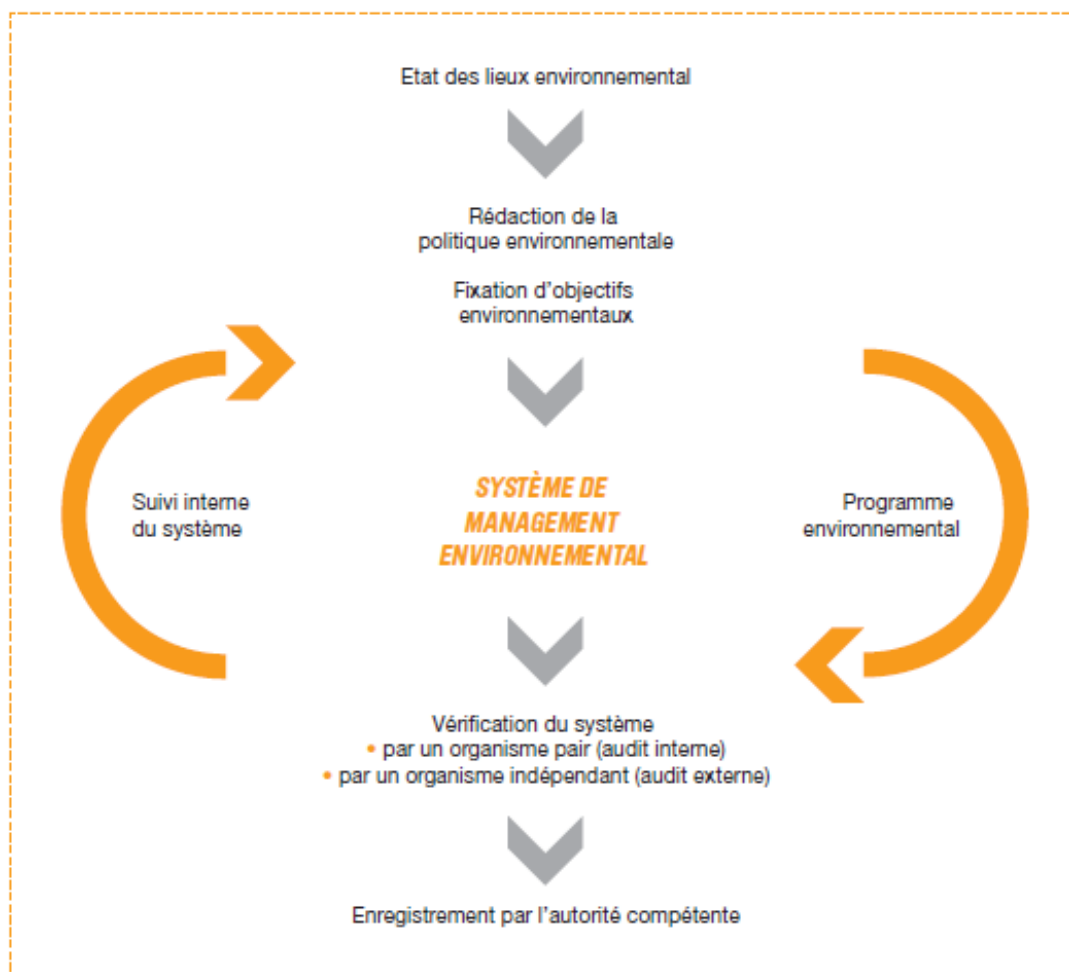 Etat des lieux environnemental
Rédaction de la
politique environnementale
Fixation d'objectifs
environnementaux
Suivi interne
du système
SYSTÈME DE
MANAGEMENT
ENVIRONNEMENTAL
Programme
environnemental
Vérification du système
• par un organisme pair (audit interne)
• par un organisme indépendant (audit externe)
Enregistrement par l'autorité compétente